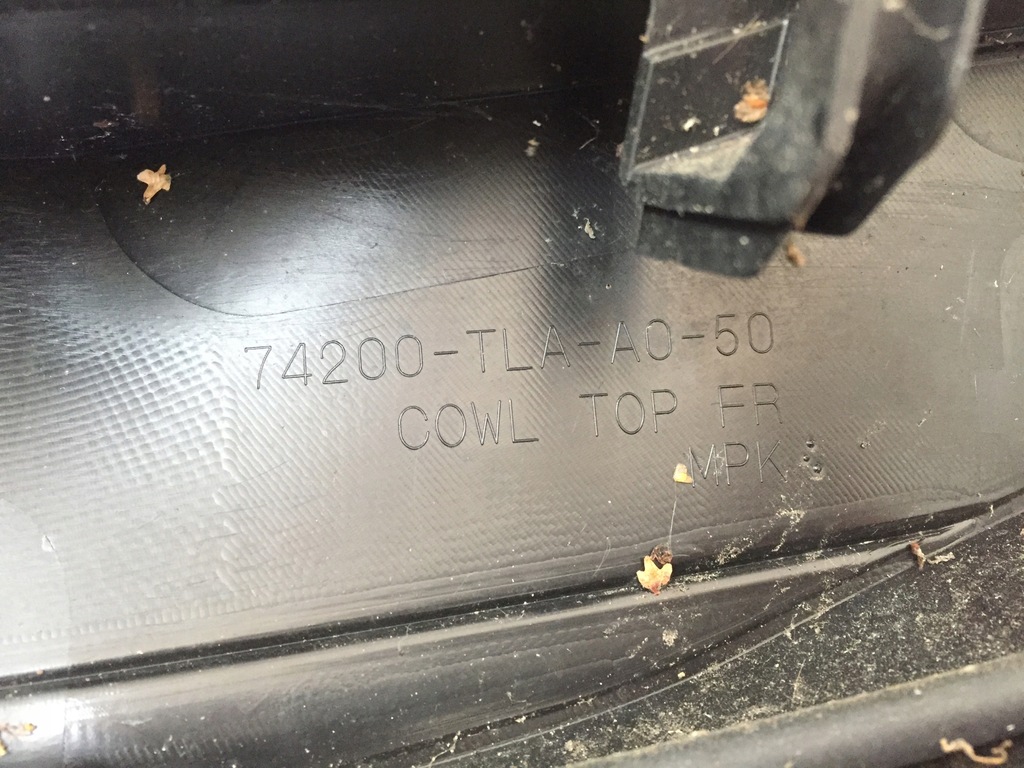 74200-TLA-A0-50
COWL TOP FR
MPK